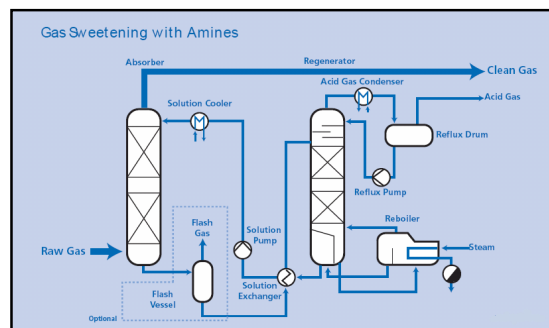 Gas Sweetening with Amines
Absorber
Regenerator
Clean Gas
Acid Gas Condenser
Acid Gas
Solution Cooler
Reflux Drum
Reflux Pump
Reboiler
Flash
Gas
Solution
Pump
Raw Gas
Steam
Flash
Vessel
Solution
Exchanger
Optional